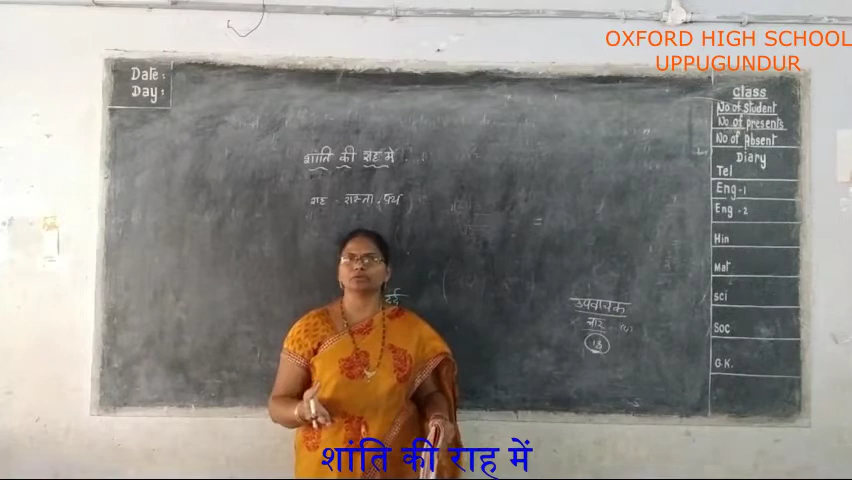 OXFORD HIGH SCHOOL
UPPUGUNDUR
Date:
Day:
शांति की राह में
राह - रास्ता, पथ
दर्द
उपवाचक
चार
Class
No of Student
No of presents
No of Absent
Diary
Tel
Eng-1
Eng-2
Hin
Mat
Sci
Soc
G.K.
शांति की राह में